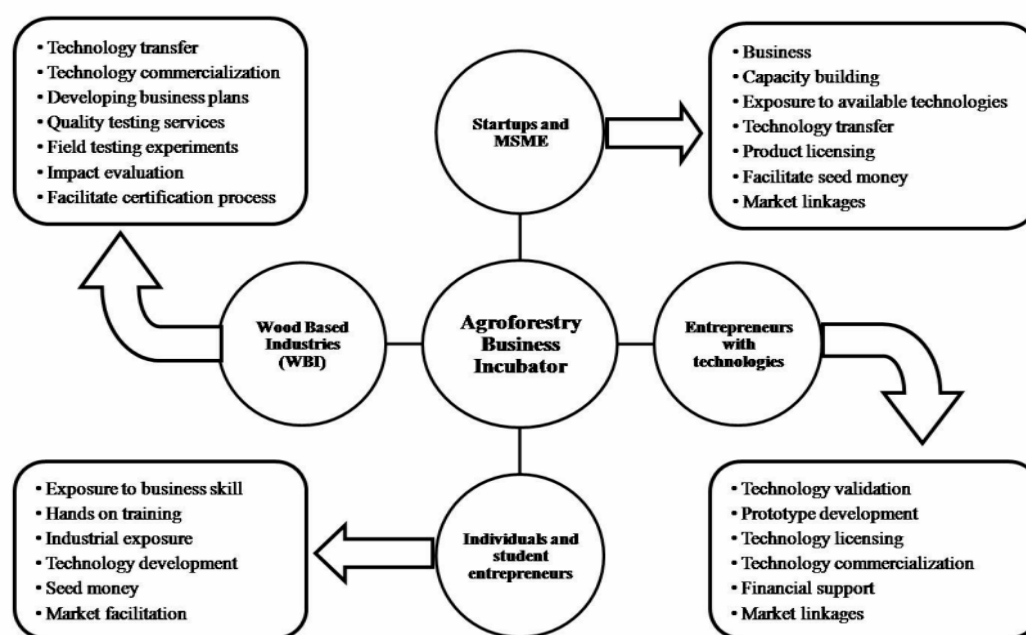 • Technology transfer
• Technology commercialization
• Developing business plans
• Quality testing services
• Field testing experiments
• Impact evaluation
• Facilitate certification process
Startups and
MSME
• Business
• Capacity building
• Exposure to available technologies
• Technology transfer
• Product licensing
• Facilitate seed money
• Market linkages
Wood Based
Industries
(WBI)
Agroforestry
Business
Incubator
Entrepreneurs
with
technologies
• Exposure to business skill
• Hands on training
• Industrial exposure
• Technology development
• Seed money
• Market facilitation
Individuals and
student
entrepreneurs
• Technology validation
• Prototype development
• Technology licensing
• Technology commercialization
• Financial support
• Market linkages